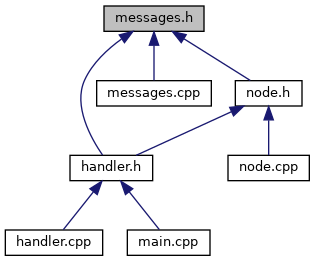 messages.h
messages.cpp
node.h
handler.h
node.cpp
handler.cpp
main.cpp